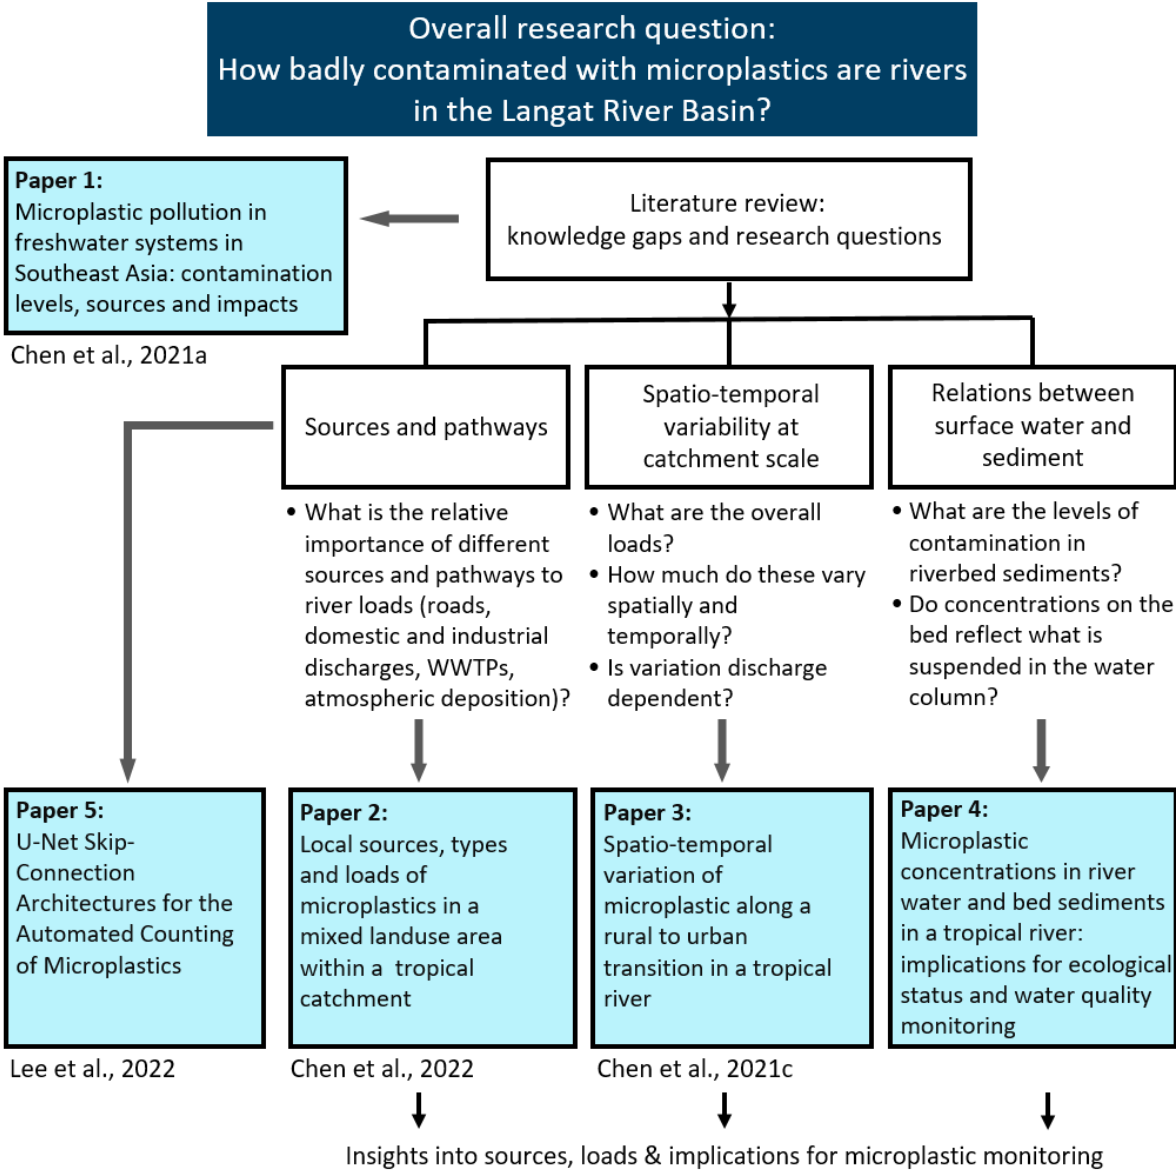 Overall research question:
How badly contaminated with microplastics are rivers
in the Langat River Basin?
Paper 1:
Microplastic pollution in
freshwater systems in
Southeast Asia: contamination
levels, sources and impacts
Chen et al., 2021a
Literature review:
knowledge gaps and research questions
Sources and pathways
• What is the relative
importance of different
sources and pathways to
river loads (roads,
domestic and industrial
discharges, WWTPs,
atmospheric deposition)?
Spatio-temporal
variability at
catchment scale
• What are the overall
loads?
• How much do these vary
spatially and
temporally?
• Is variation discharge
dependent?
Relations between
surface water and
sediment
• What are the levels of
contamination in
riverbed sediments?
• Do concentrations on the
bed reflect what is
suspended in the water
column?
Paper 5:
U-Net Skip-
Connection
Architectures for the
Automated Counting
of Microplastics
Lee et al., 2022
Paper 2:
Local sources, types
and loads of
microplastics in a
mixed landuse area
within a tropical
catchment
Chen et al., 2022
Paper 3:
Spatio-temporal
variation of
microplastic along a
rural to urban
transition in a tropical
river
Chen et al., 2021c
Paper 4:
Microplastic
concentrations in river
water and bed sediments
in a tropical river:
implications for ecological
status and water quality
monitoring
Insights into sources, loads & implications for microplastic monitoring